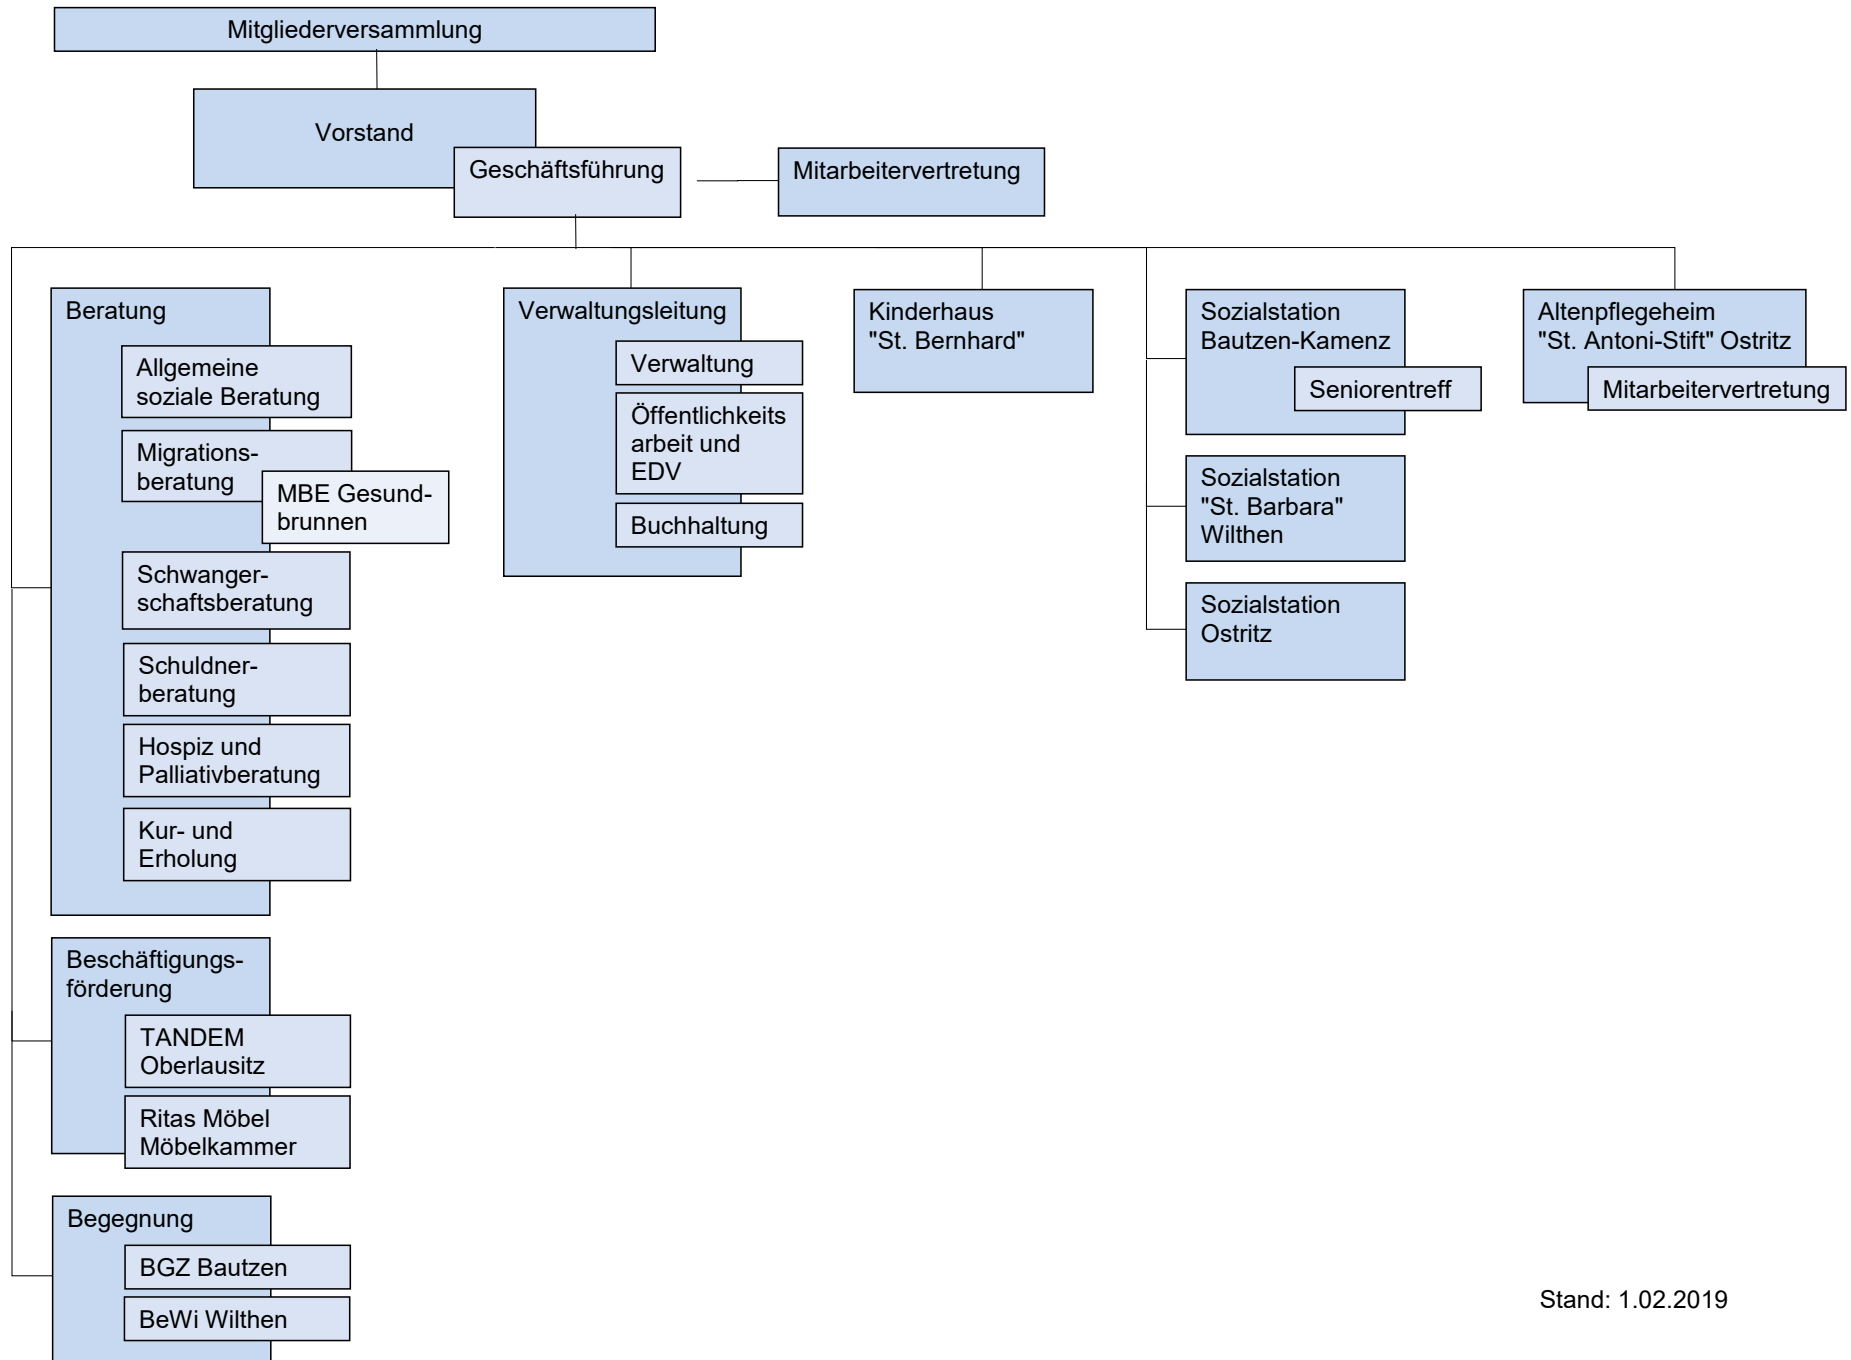 Mitgliederversammlung
Vorstand
Geschäftsführung
Mitarbeitervertretung
Beratung
Allgemeine
soziale Beratung
Migrations-
beratung
MBE Gesund-
brunnen
Schwanger-
schaftsberatung
Schuldner-
beratung
Hospiz und
Palliativberatung
Kur- und
Erholung
Beschäftigungs-
förderung
TANDEM
Oberlausitz
Ritas Möbel
Möbelkammer
Begegnung
BGZ Bautzen
BeWi Wilthen
Verwaltungsleitung
Verwaltung
Öffentlichkeits
arbeit und
EDV
Buchhaltung
Kinderhaus
"St. Bernhard"
Sozialstation
Bautzen-Kamenz
Seniorentreff
Sozialstation
"St. Barbara"
Wilthen
Sozialstation
Ostritz
Altenpflegeheim
"St. Antoni-Stift" Ostritz
Mitarbeitervertretung
Stand: 1.02.2019